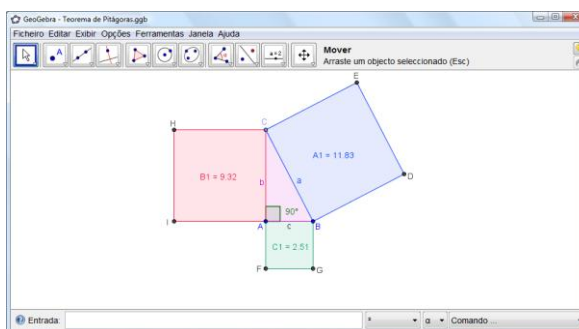 GeoGebra - Teorema de Pitágoras.ggb
Ficheiro Editar Exibir Opções Ferramentas Janela Ajuda
A
a=2
Mover
Arraste um objecto seleccionado (Esc)
E
H
C
A1 = 11.83
B1 = 9.32
b
a
D
90°
I
A
c
B
C1 = 2.51
F
G
Entrada:
α
Comando ...